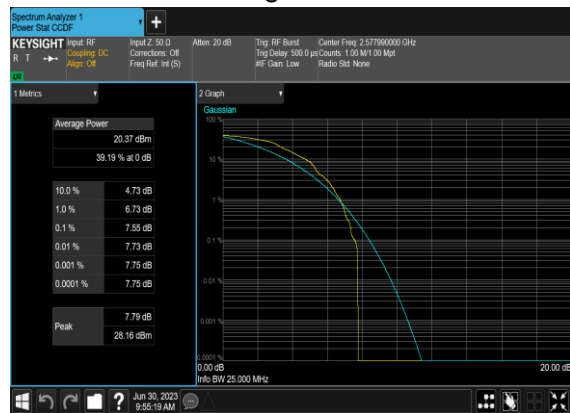 Spectrum Analyzer 1
Power Stat CCDF
KEYSIGHT
R T
Input: RF
Coupling: DC
Align: Off
Input Z: 50 Ω
Corrections: Off
Freq Ref: Int (S)
Atten: 20 dB
Trig: RF Burst
Trig Delay: 500.0 µs
#IF Gain: Low
Center Freq: 2.577990000 GHz
Counts: 1.00 M/1.00 Mpt
Radio Std: None
1 Metrics
Average Power
20.37 dBm
39.19 % at 0 dB
10.0 % 4.73 dB
1.0 % 6.73 dB
0.1 % 7.55 dB
0.01 % 7.73 dB
0.001 % 7.75 dB
0.0001 % 7.75 dB
Peak
7.79 dB
28.16 dBm
2 Graph
Gaussian
100 %
10 %
1 %
0.1 %
0.01 %
0.001 %
0.0001 %
0.00 dB
20.00 dB
Info BW 25.000 MHz
?
Jun 30, 2023
9:55:19 AM